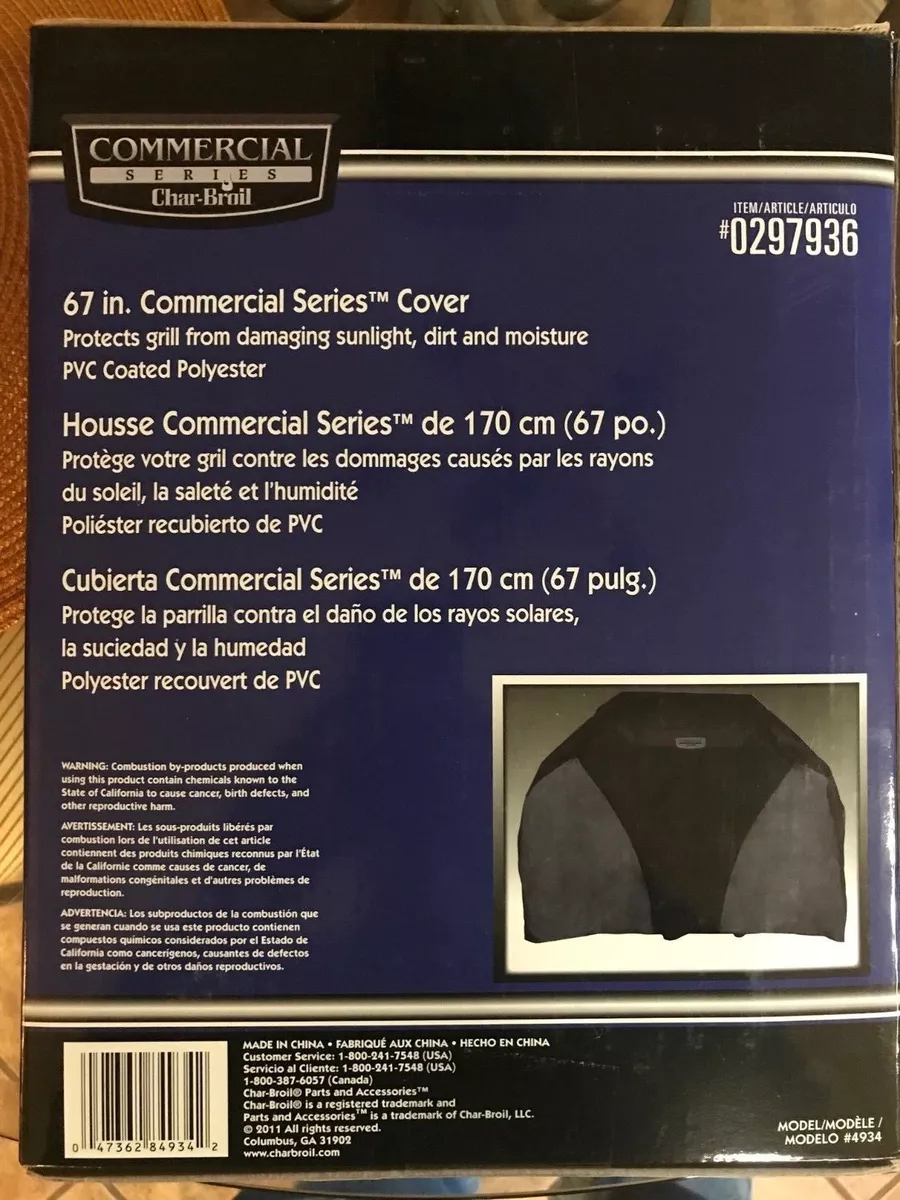 COMMERCIAL
SERIES
Char-Broil
ITEM/ARTICLE/ARTICULO
#0297936
67 in. Commercial Series™ Cover
Protects grill from damaging sunlight, dirt and moisture
PVC Coated Polyester
Housse Commercial Series™ de 170 cm (67 po.)
Protège votre gril contre les dommages causés par les rayons
du soleil, la saleté et l'humidité
Poliéster recubierto de PVC
Cubierta Commercial Series™ de 170 cm (67 pulg.)
Protege la parrilla contra el daño de los rayos solares,
la suciedad y la humedad
Polyester recouvert de PVC
WARNING: Combustion by-products produced when
using this product contain chemicals known to the
State of California to cause cancer, birth defects, and
other reproductive harm.
AVERTISSEMENT: Les sous-produits libérés par
combustion lors de l'utilisation de cet article
contiennent des produits chimiques reconnus par l'État
de la Californie comme causes de cancer, de
malformations congénitales et d'autres problèmes de
reproduction.
ADVERTENCIA: Los subproductos de la combustión que
se generan cuando se usa este producto contienen
compuestos químicos considerados por el Estado de
California como cancerígenos, causantes de defectos
en la gestación y de otros daños reproductivos.
0 47362 84934 2
MADE IN CHINA • FABRIQUÉ AUX CHINA • HECHO EN CHINA
Customer Service: 1-800-241-7548 (USA)
Servicio al Cliente: 1-800-241-7548 (USA)
1-800-387-6057 (Canada)
Char-Broil® Parts and Accessories™
Char-Broil® is a registered trademark and
Parts and Accessories™ is a trademark of Char-Broil, LLC.
© 2011 All rights reserved.
Columbus, GA 31902
www.charbroil.com
MODEL/MODÈLE /
MODELO #4934